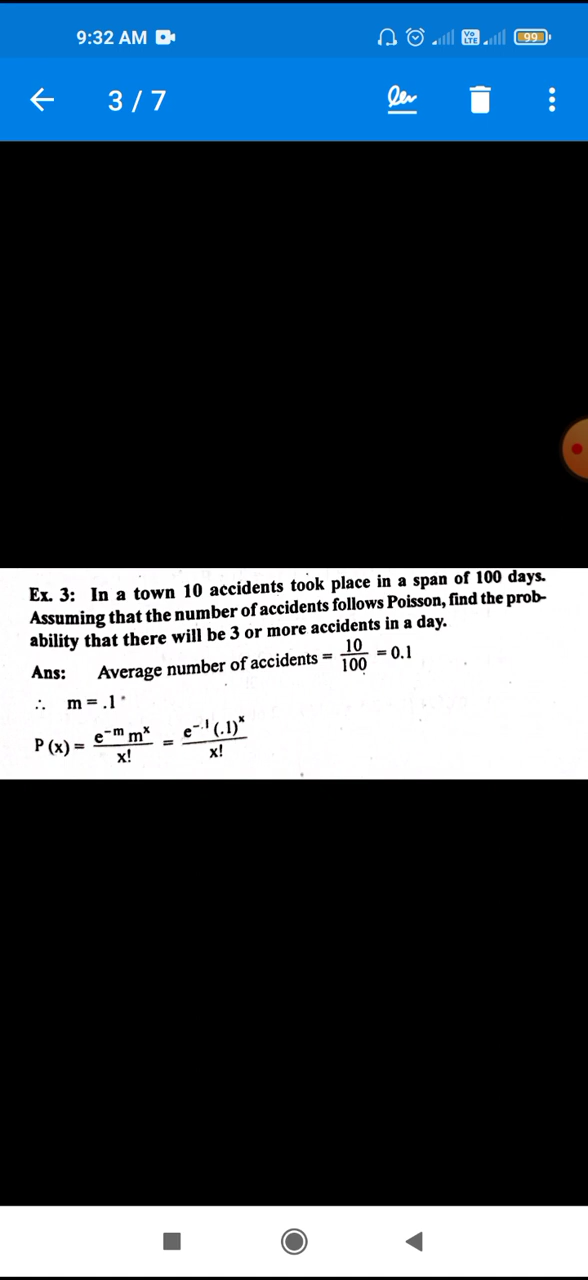 9:32 AM Vo LTE 99
3 / 7
Ex. 3: In a town 10 accidents took place in a span of 100 days.
Assuming that the number of accidents follows Poisson, find the prob-
ability that there will be 3 or more accidents in a day.
Ans: Average number of accidents = 10/100 = 0.1
∴ m = .1
P (x) = e^-m m^x / x! = e^-.1 (.1)^x / x!